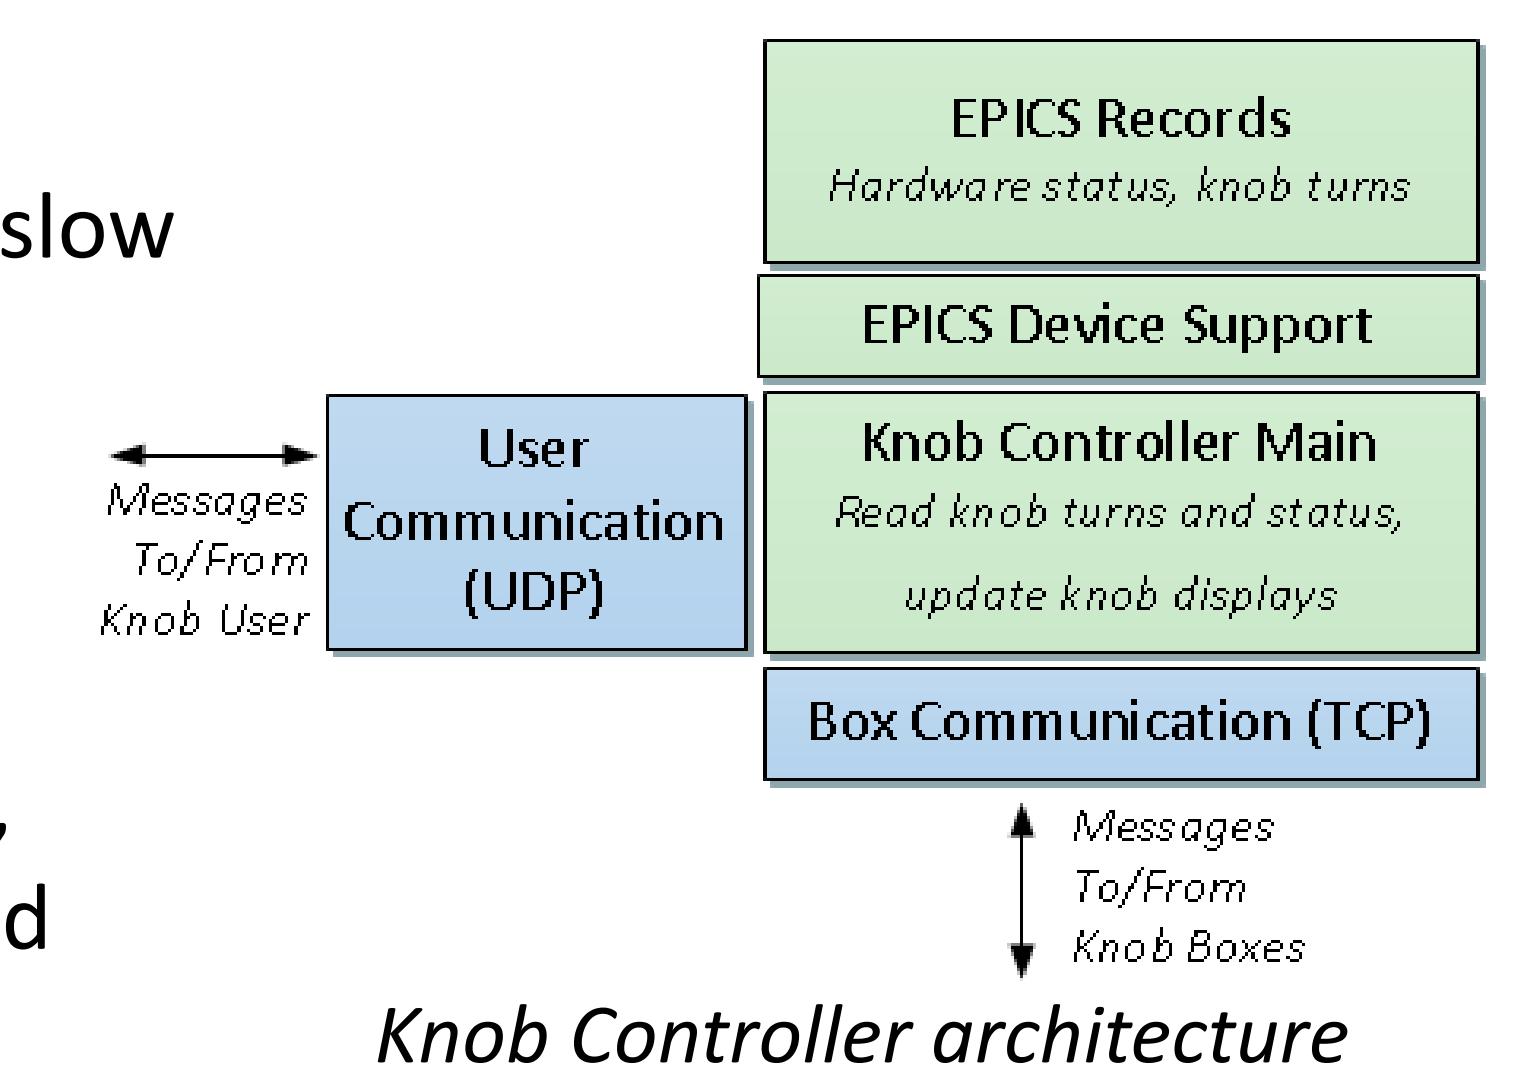 slow
,
d
EPICS Records
Hardware status, knob turns
EPICS Device Support
User
Communication
(UDP)
Messages
To/From
Knob User
Knob Controller Main
Read knob turns and status,
update knob displays
Box Communication (TCP)
Messages
To/From
Knob Boxes
Knob Controller architecture